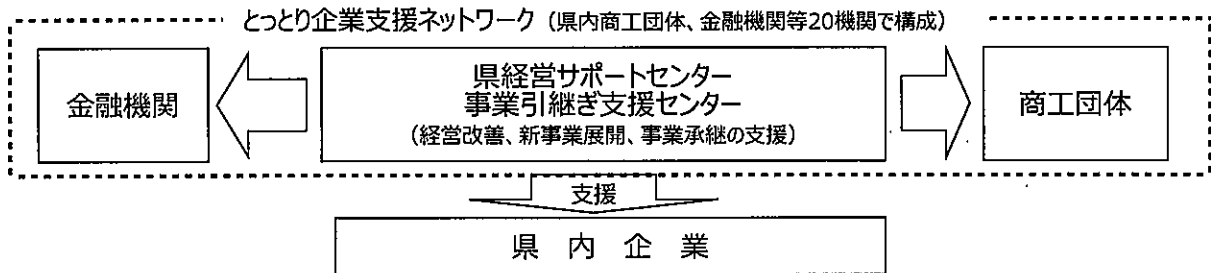 とっとり企業支援ネットワーク（県内商工団体、金融機関等20機関で構成）
金融機関
県経営サポートセンター
事業引継ぎ支援センター
（経営改善、新事業展開、事業承継の支援）
商工団体
支援
県内企業